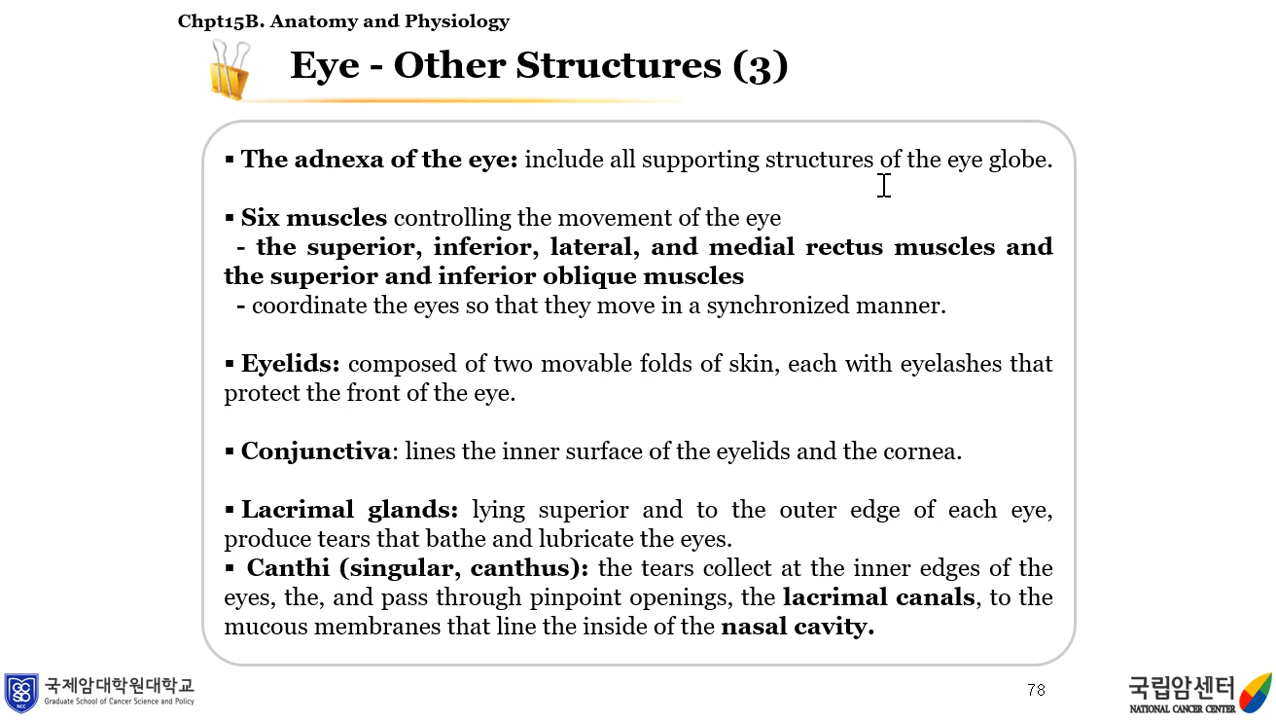 Chpt15B. Anatomy and Physiology
Eye - Other Structures (3)
▪ The adnexa of the eye: include all supporting structures of the eye globe.
▪ Six muscles controlling the movement of the eye
- the superior, inferior, lateral, and medial rectus muscles and
the superior and inferior oblique muscles
- coordinate the eyes so that they move in a synchronized manner.
▪ Eyelids: composed of two movable folds of skin, each with eyelashes that
protect the front of the eye.
▪ Conjunctiva: lines the inner surface of the eyelids and the cornea.
▪ Lacrimal glands: lying superior and to the outer edge of each eye,
produce tears that bathe and lubricate the eyes.
▪ Canthi (singular, canthus): the tears collect at the inner edges of the
eyes, the, and pass through pinpoint openings, the lacrimal canals, to the
mucous membranes that line the inside of the nasal cavity.
NCC
국제암대학원대학교
Graduate School of Cancer Science and Policy
78
국립암센터
NATIONAL CANCER CENTER